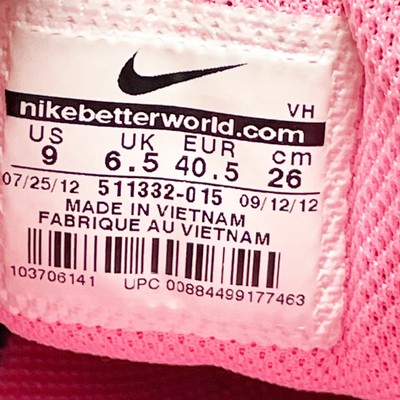 VH
nikebetterworld.com
US UK EUR cm
9 6.5 40.5 26
07/25/12 511332-015 09/12/12
MADE IN VIETNAM
FABRIQUE AU VIETNAM
103706141 UPC 00884499177463